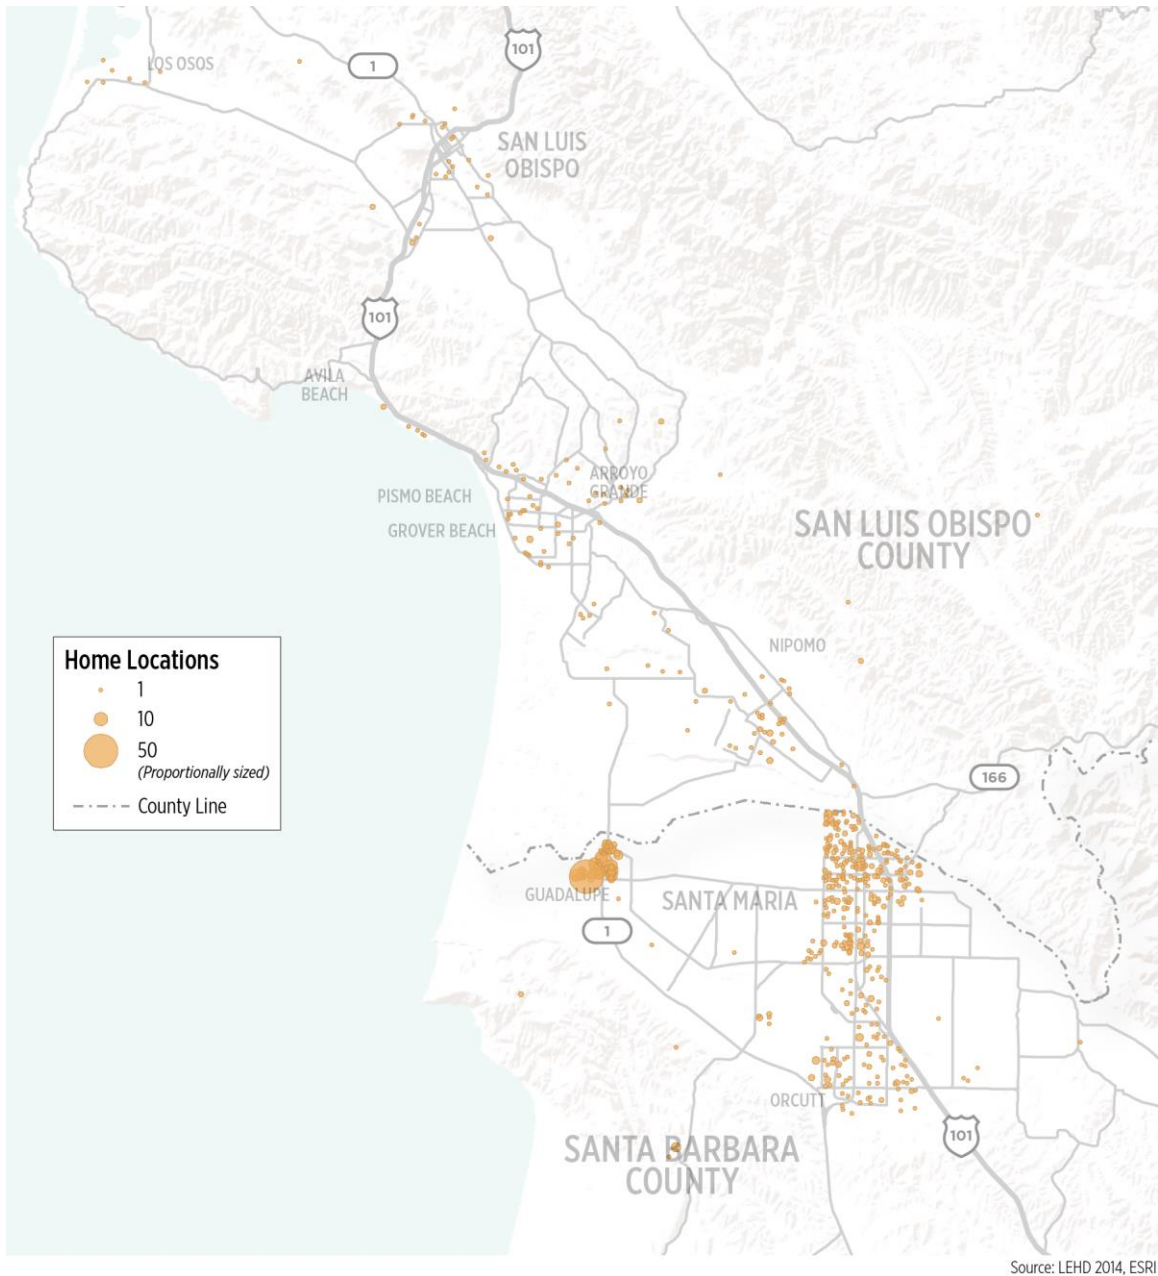 101
LOS OSOS
1
SAN LUIS
OBISPO
101
AVILA
BEACH
ARROYO
GRANDE
PISMO BEACH
GROVER BEACH
SAN LUIS OBISPO
COUNTY
NIPOMO
Home Locations
1
10
50
(Proportionally sized)
County Line
166
GUADALUPE
SANTA MARIA
1
ORCUTT
101
SANTA BARBARA
COUNTY
Source: LEHD 2014, ESRI